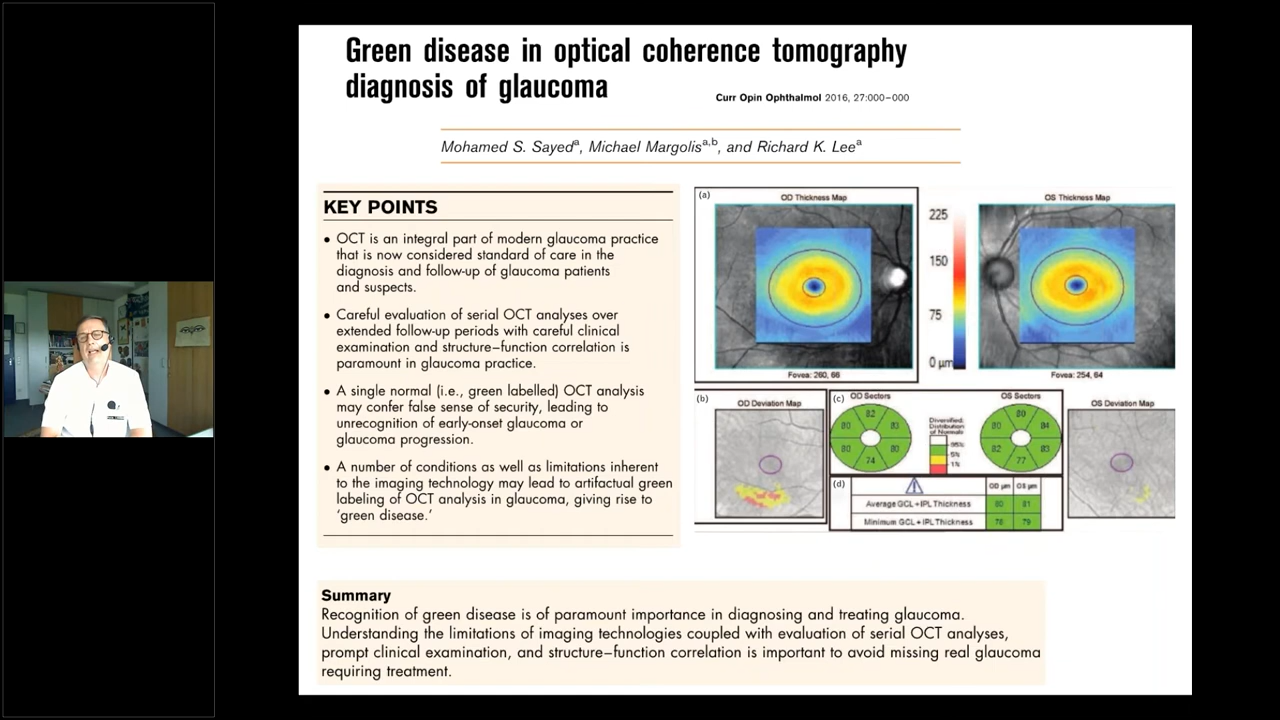 Green disease in optical coherence tomography
diagnosis of glaucoma
Curr Opin Ophthalmol 2016, 27:000–000
Mohamed S. Sayedᵃ, Michael Margolisᵃ,ᵇ, and Richard K. Leeᵃ
KEY POINTS
• OCT is an integral part of modern glaucoma practice
that is now considered standard of care in the
diagnosis and follow-up of glaucoma patients
and suspects.
• Careful evaluation of serial OCT analyses over
extended follow-up periods with careful clinical
examination and structure–function correlation is
paramount in glaucoma practice.
• A single normal (i.e., green labelled) OCT analysis
may confer false sense of security, leading to
unrecognition of early-onset glaucoma or
glaucoma progression.
• A number of conditions as well as limitations inherent
to the imaging technology may lead to artifactual green
labeling of OCT analysis in glaucoma, giving rise to
‘green disease.’
(a)
OD Thickness Map
Fovea: 260, 66
225
150
75
0 µm
OS Thickness Map
Fovea: 254, 64
(b)
OD Deviation Map
(c)
OD Sectors
82
80 83
80 80
74
Diversified:
Distribution
of Normals
95%
5%
1%
OS Sectors
80
80 84
82 83
77
(d)
OD µm OS µm
Average GCL + IPL Thickness 80 81
Minimum GCL + IPL Thickness 78 79
OS Deviation Map
Summary
Recognition of green disease is of paramount importance in diagnosing and treating glaucoma.
Understanding the limitations of imaging technologies coupled with evaluation of serial OCT analyses,
prompt clinical examination, and structure–function correlation is important to avoid missing real glaucoma
requiring treatment.